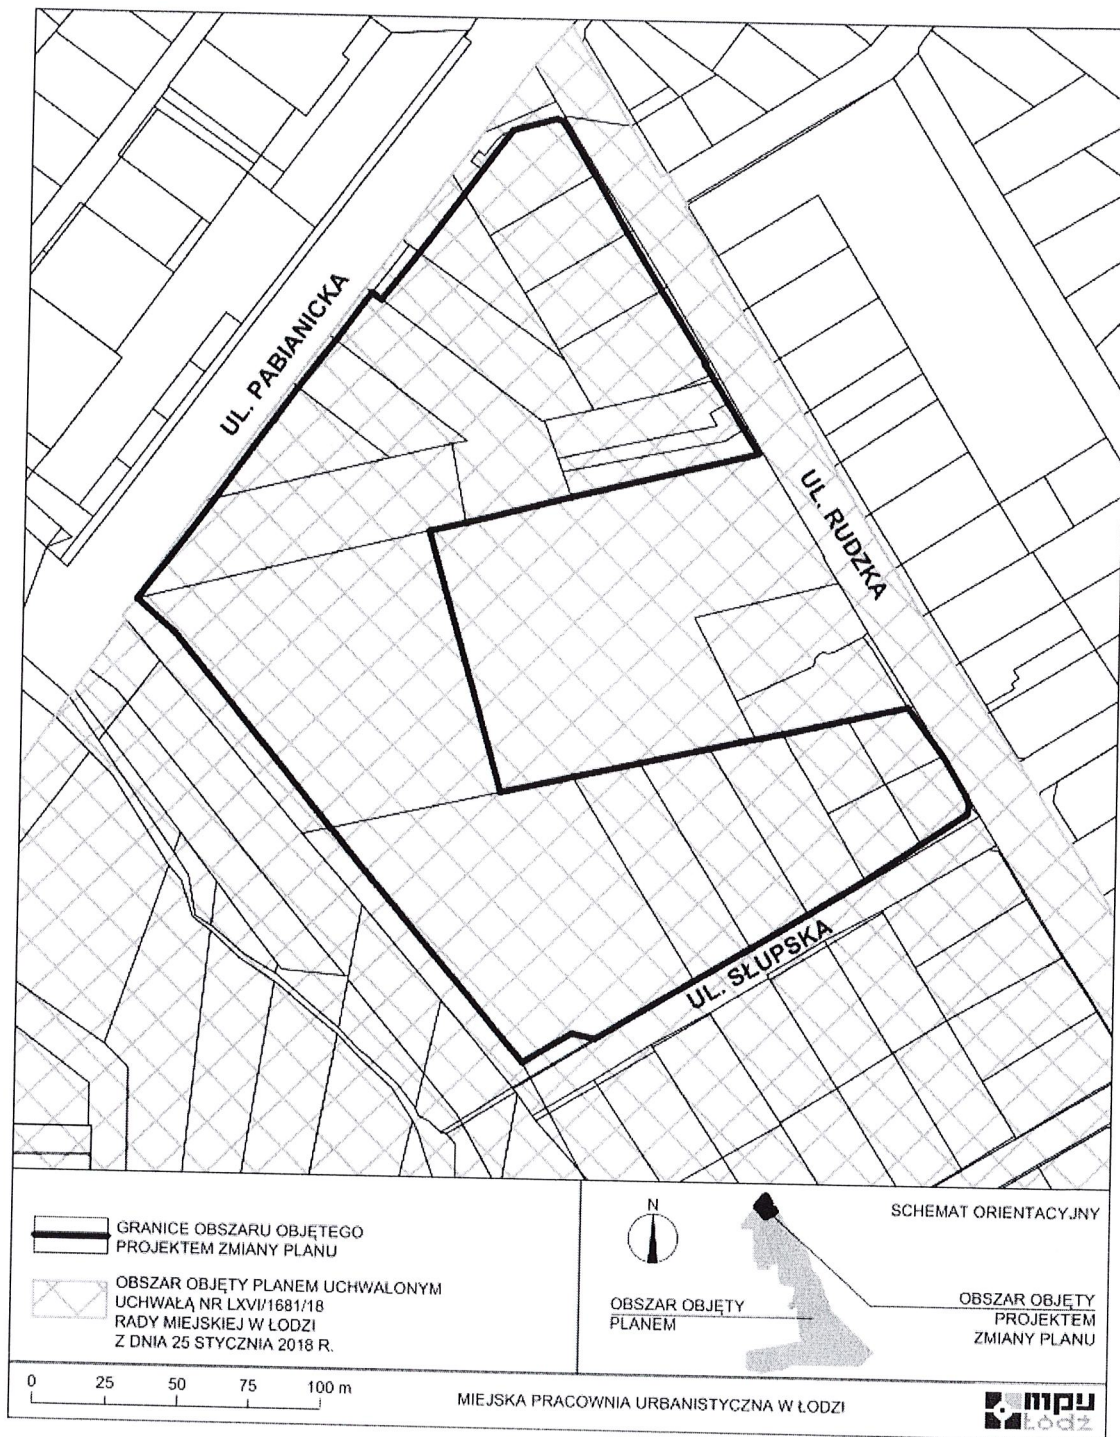 UL. PABIANICKA
UL. RUDZKA
UL. SŁUPSKA
GRANICE OBSZARU OBJĘTEGO
PROJEKTEM ZMIANY PLANU
OBSZAR OBJĘTY PLANEM UCHWALONYM
UCHWAŁĄ NR LXVI/1681/18
RADY MIEJSKIEJ W ŁODZI
Z DNIA 25 STYCZNIA 2018 R.
N
SCHEMAT ORIENTACYJNY
OBSZAR OBJĘTY
PLANEM
OBSZAR OBJĘTY
PROJEKTEM
ZMIANY PLANU
0 25 50 75 100 m
MIEJSKA PRACOWNIA URBANISTYCZNA W ŁODZI
mpu
Łódź